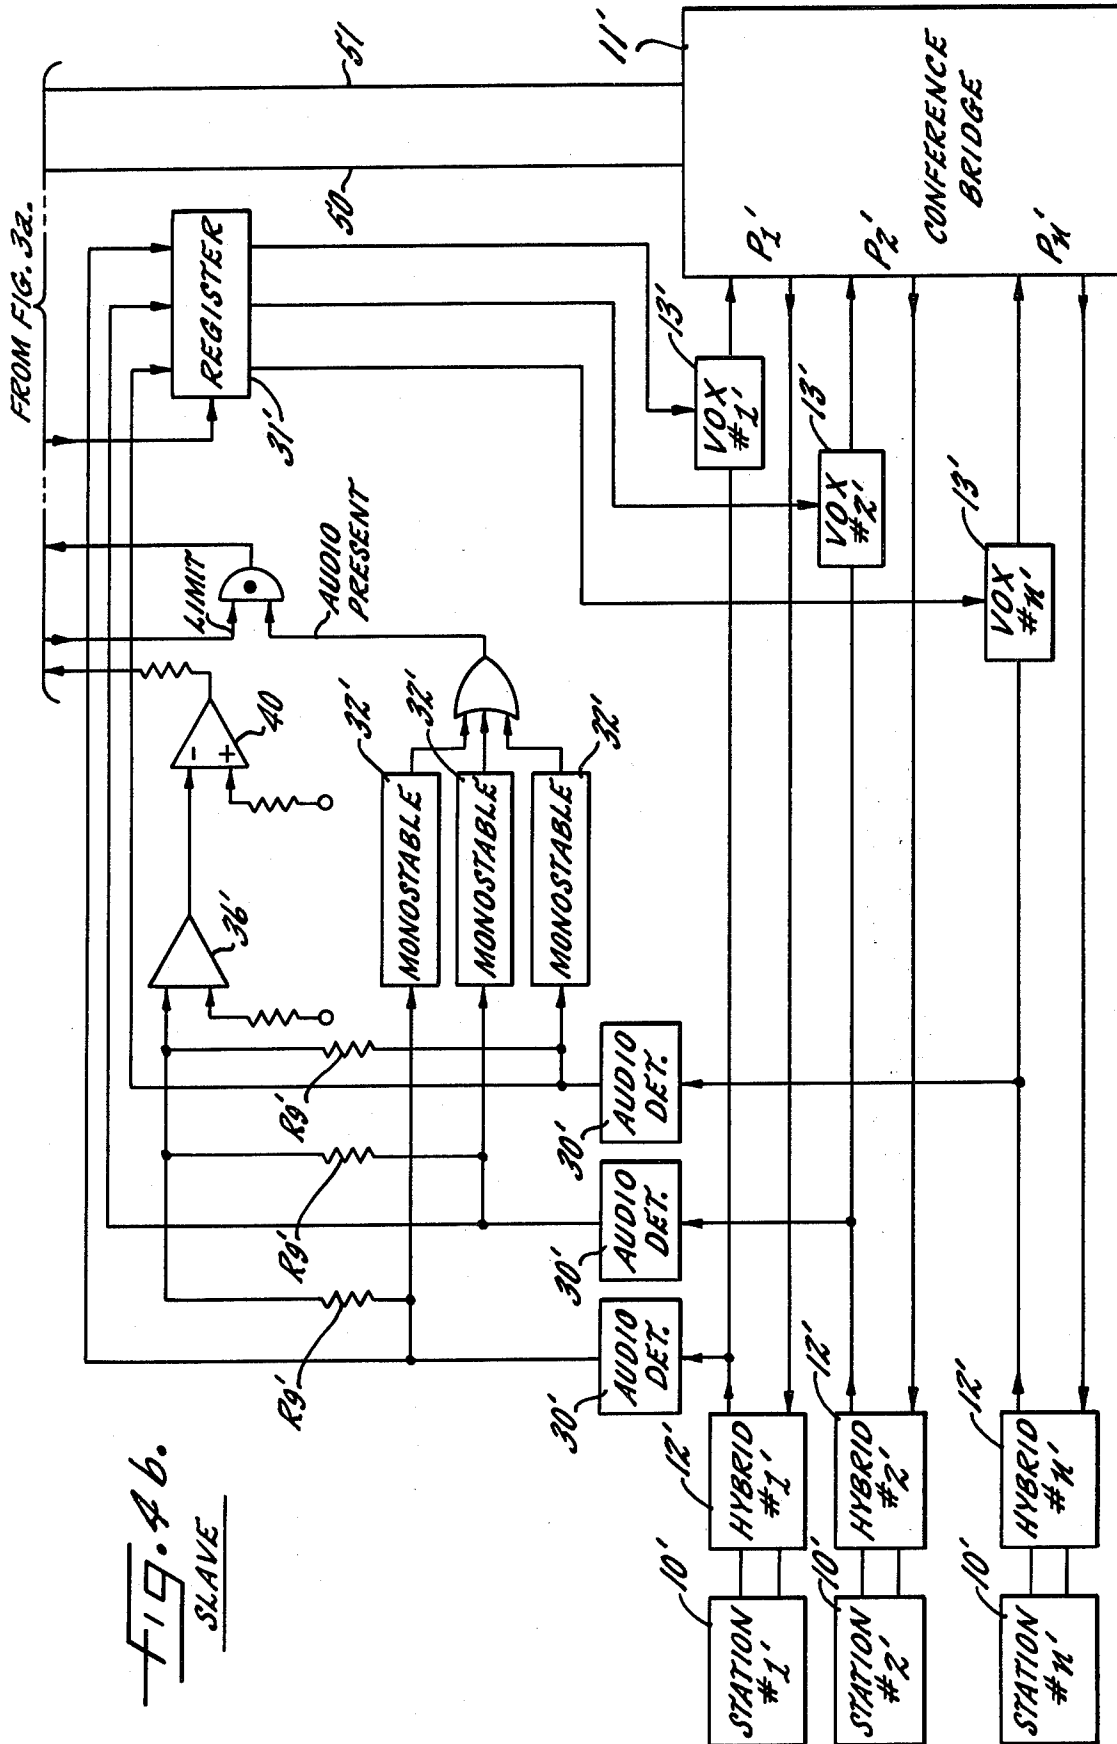 FROM FIG. 3a.
51
50
11'
REGISTER
31'
LIMIT
AUDIO
PRESENT
40
-
+
36'
32'
32'
32'
MONOSTABLE
MONOSTABLE
MONOSTABLE
R9'
R9'
R9'
30'
AUDIO
DET.
30'
AUDIO
DET.
30'
AUDIO
DET.
CONFERENCE
BRIDGE
P1'
P2'
Pn'
13'
VOX
#1'
13'
VOX
#2'
13'
VOX
#n'
12'
HYBRID
#1'
12'
HYBRID
#2'
12'
HYBRID
#n'
10'
STATION
#1'
10'
STATION
#2'
10'
STATION
#n'
Fig. 4b.
SLAVE